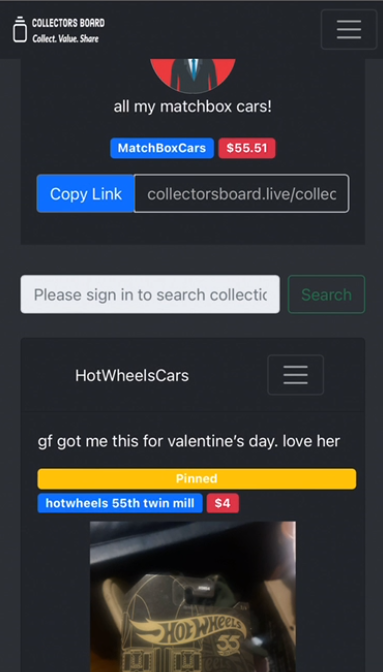 COLLECTORS BOARD
Collect. Value. Share
all my matchbox cars!
MatchBoxCars $55.51
Copy Link collectorsboard.live/collec
Please sign in to search collectic Search
HotWheelsCars
gf got me this for valentine's day. love her
Pinned
hotwheels 55th twin mill $4
HOT WHEELS
55